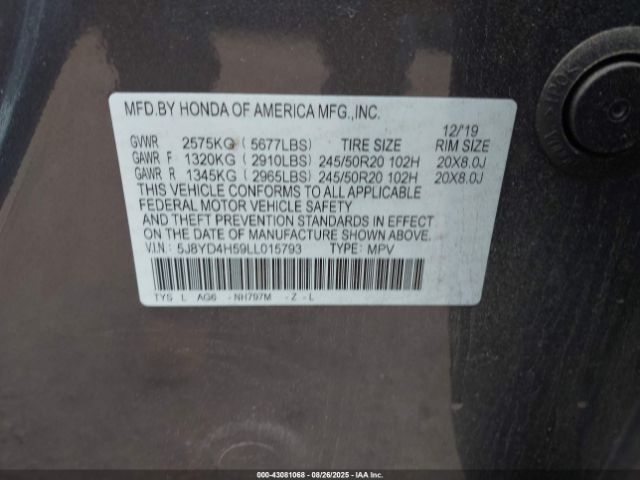 MFD.BY HONDA OF AMERICA MFG.,INC.
12/19
GVWR 2575KG ( 5677LBS) TIRE SIZE RIM SIZE
GAWR F 1320KG ( 2910LBS) 245/50R20 102H 20X8.0J
GAWR R 1345KG ( 2965LBS) 245/50R20 102H 20X8.0J
THIS VEHICLE CONFORMS TO ALL APPLICABLE
FEDERAL MOTOR VEHICLE SAFETY
AND THEFT PREVENTION STANDARDS IN EFFECT
ON THE DATE OF MANUFACTURE SHOWN ABOVE.
V.I.N.: 5J8YD4H59LL015793 TYPE: MPV
TYS L AG6 -NH797M -Z -L
000-43081068 - 08/26/2025 - IAAI, Inc.